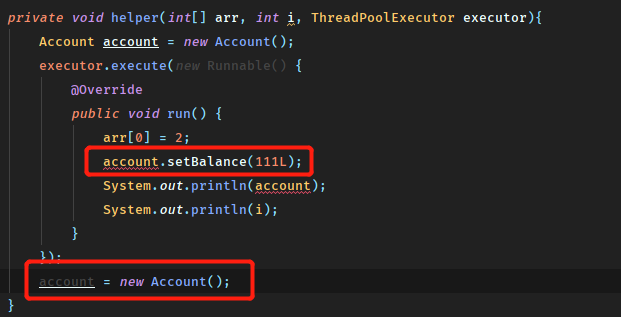 private void helper(int[] arr, int i, ThreadPoolExecutor executor){
Account account = new Account();
executor.execute(new Runnable() {
@Override
public void run() {
arr[0] = 2;
account.setBalance(111L);
System.out.println(account);
System.out.println(i);
}
});
account = new Account();
}